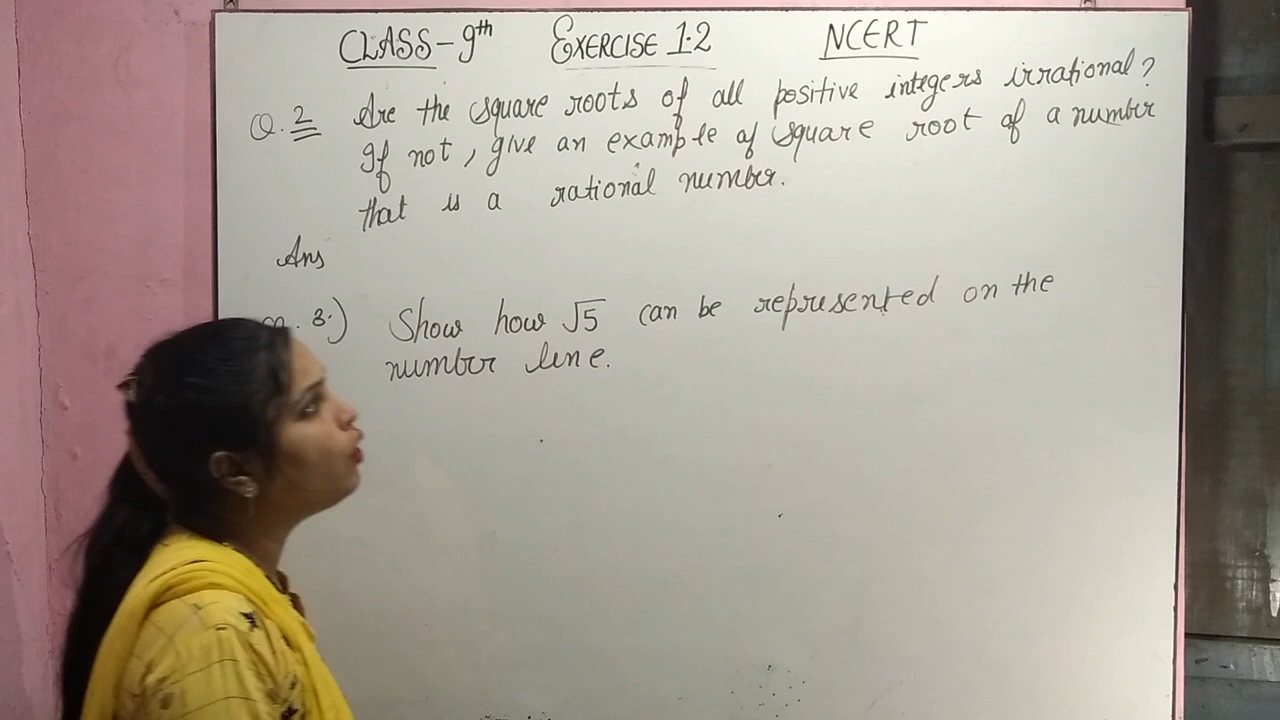 CLASS-9th EXERCISE 1.2 NCERT
Q.2 Are the square roots of all positive integers irrational?
If not, give an example of square root of a number
that is a rational number.
Ans
3.) Show how √5 can be represented on the
number line.